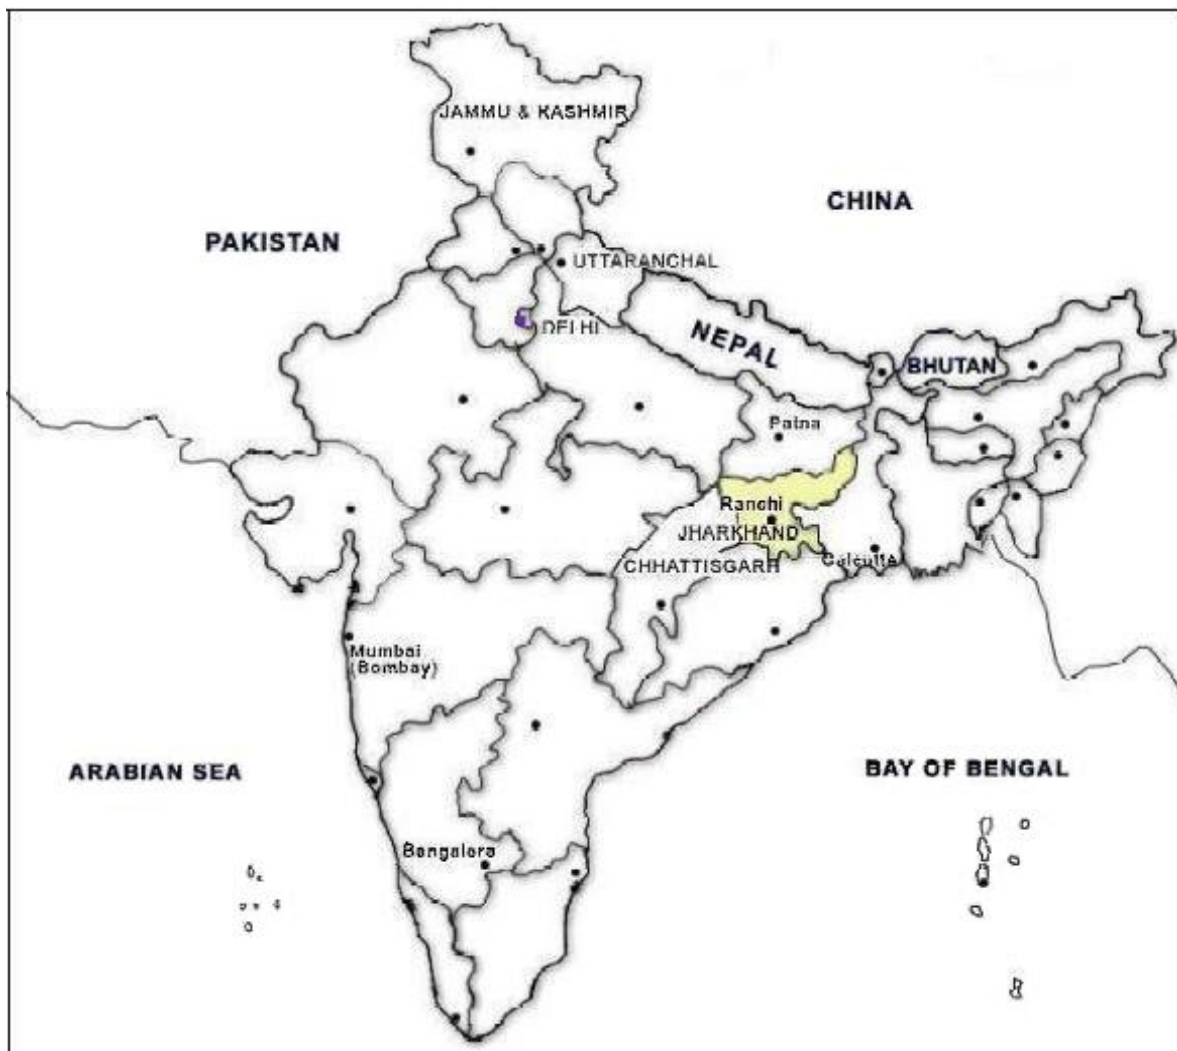 JAMMU & KASHMIR
CHINA
PAKISTAN
UTTARANCHAL
DELHI
NEPAL
BHUTAN
Patna
Ranchi
JHARKHAND
CHHATTISGARH
Calcutta
Mumbai
(Bombay)
ARABIAN SEA
BAY OF BENGAL
Bangalore